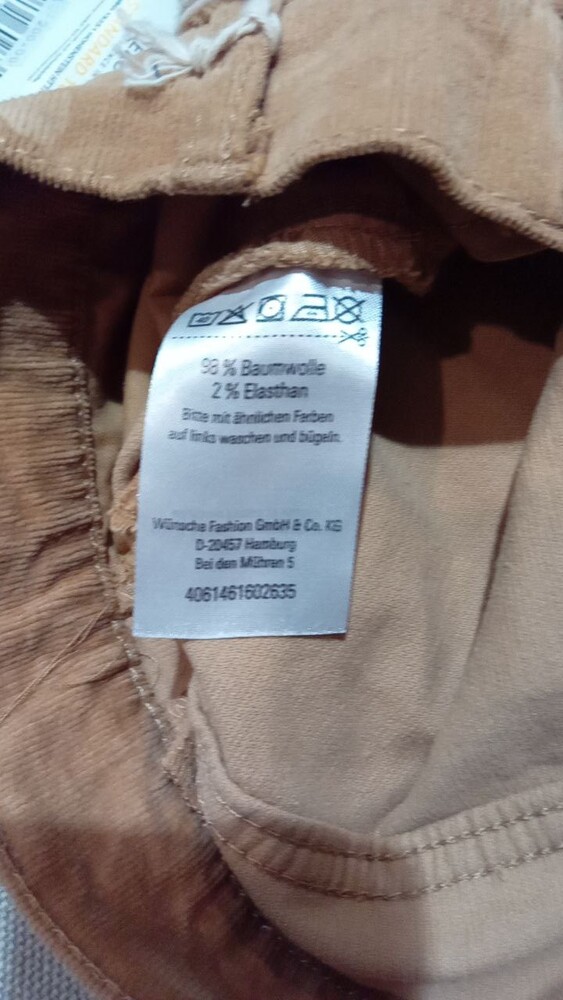 STANDARD
98 % Baumwolle
2 % Elasthan
Bitte mit ähnlichen Farben
auf links waschen und bügeln.
Wünsche Fashion GmbH & Co. KG
D-20457 Hamburg
Bei den Mühren 5
4061461602635